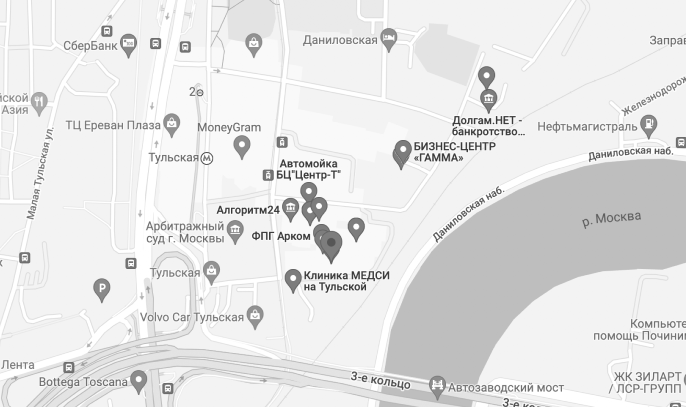 СберБанк
Даниловская
Заправ
йской
Азия
2
ТЦ Ереван Плаза
MoneyGram
Долгам.НЕТ -
банкротство...
Железнодорож
Нефтьмагистраль
Тульская
М
БИЗНЕС-ЦЕНТР
«ГАММА»
Даниловская наб.
Малая Тульская ул.
Автомойка
БЦ"Центр-Т"
Алгоритм24
Арбитражный
суд г. Москвы
ФПГ Арком
Даниловская наб.
р. Москва
Тульская
Клиника МЕДСИ
на Тульской
P
Volvo Car Тульская
Компьюте
помощь Починим
Лента
Bottega Toscana
3-е кольцо
Автозаводский мост
ЖК ЗИЛАРТ
/ ЛСР-ГРУПП
3-е кольцо